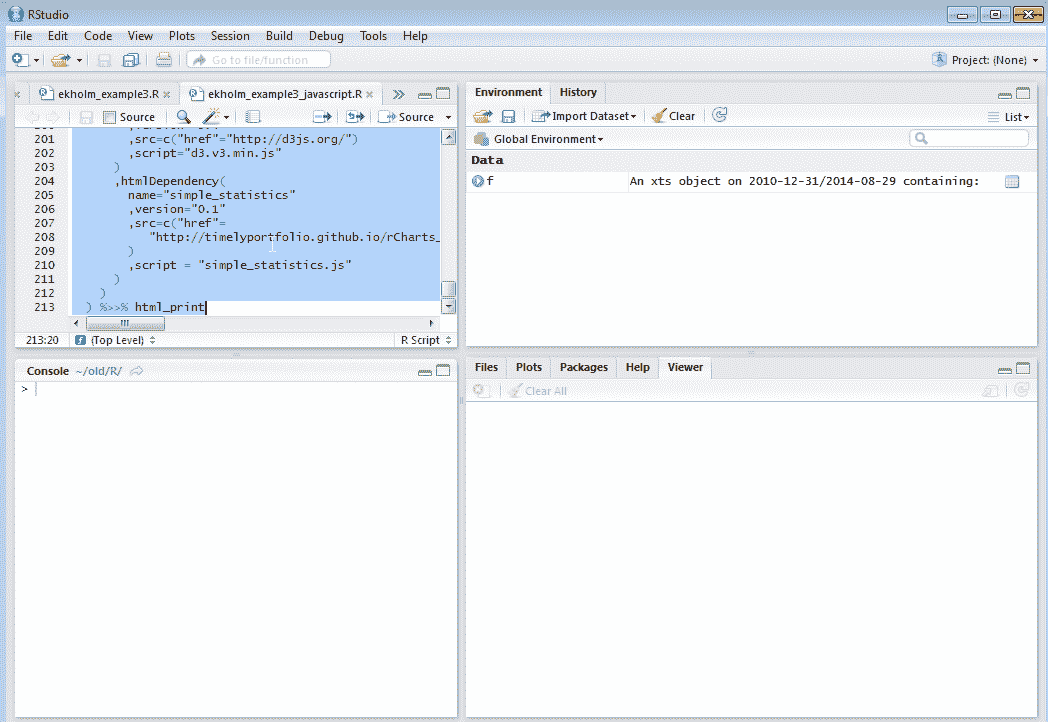 RStudio
File Edit Code View Plots Session Build Debug Tools Help
Go to file/function
Project: (None)
ekholm_example3.R
ekholm_example3_javascript.R
Source
Source
201 ,src=c("href"="http://d3js.org/")
202 ,script="d3.v3.min.js"
203 )
204 ,htmlDependency(
205 name="simple_statistics"
206 ,version="0.1"
207 ,src=c("href"=
208 "http://timelyportfolio.github.io/rCharts_
209 )
210 ,script = "simple_statistics.js"
211 )
212 )
213 ) %>>% html_print
213:20 (Top Level) R Script
Console ~/old/R/
>
Environment History
Import Dataset Clear List
Global Environment
Data
f An xts object on 2010-12-31/2014-08-29 containing:
Files Plots Packages Help Viewer
Clear All